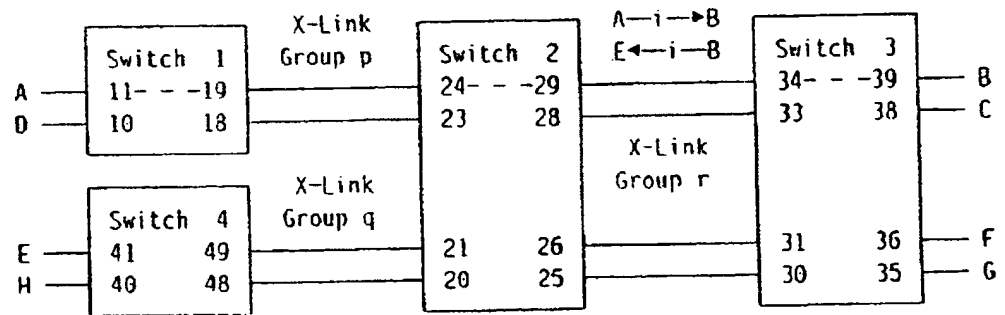 X-Link
Group p
A—i—►B
E◄—i—B
Switch 1
Switch 2
Switch 3
A
11- - -19
24- - -29
34- - -39
B
D
10 18
23 28
33 38
C
X-Link
Group q
X-Link
Group r
Switch 4
E
41 49
21 26
31 36
F
H
40 48
20 25
30 35
G